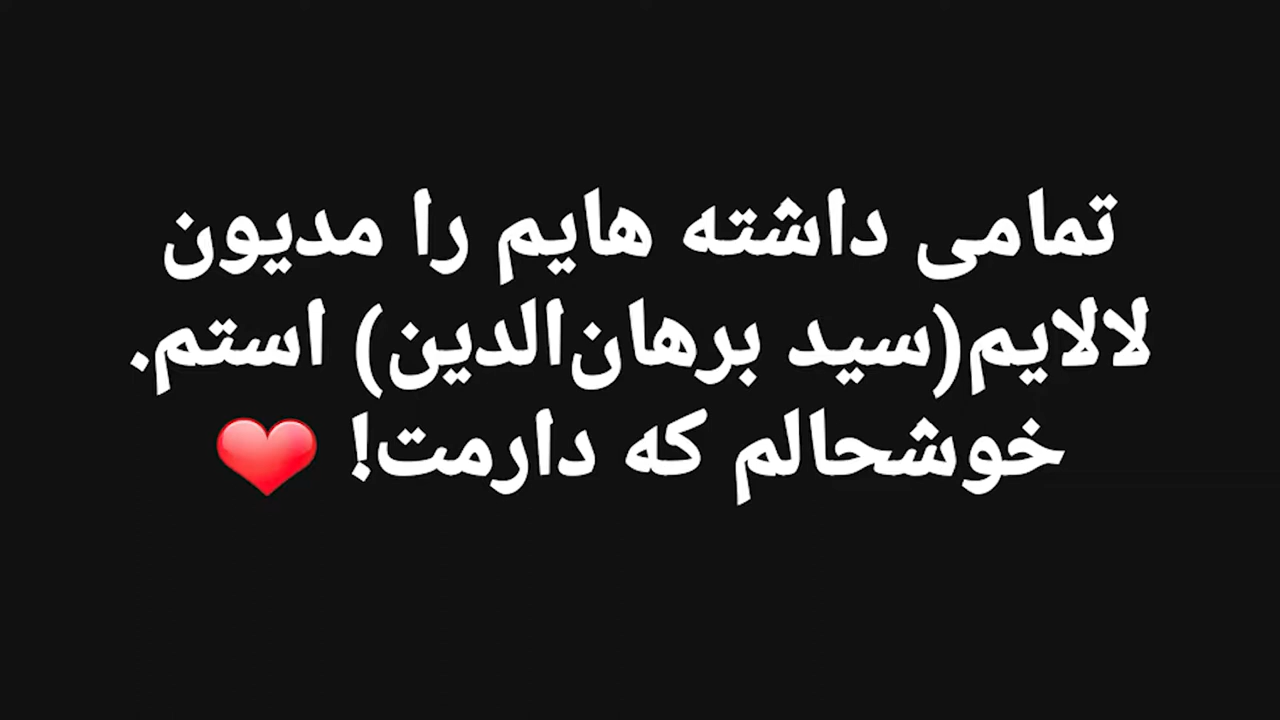 تمامی داشته هایم را مدیون
لالایم(سید برهان‌الدین) استم.
خوشحالم که دارمت! ❤️